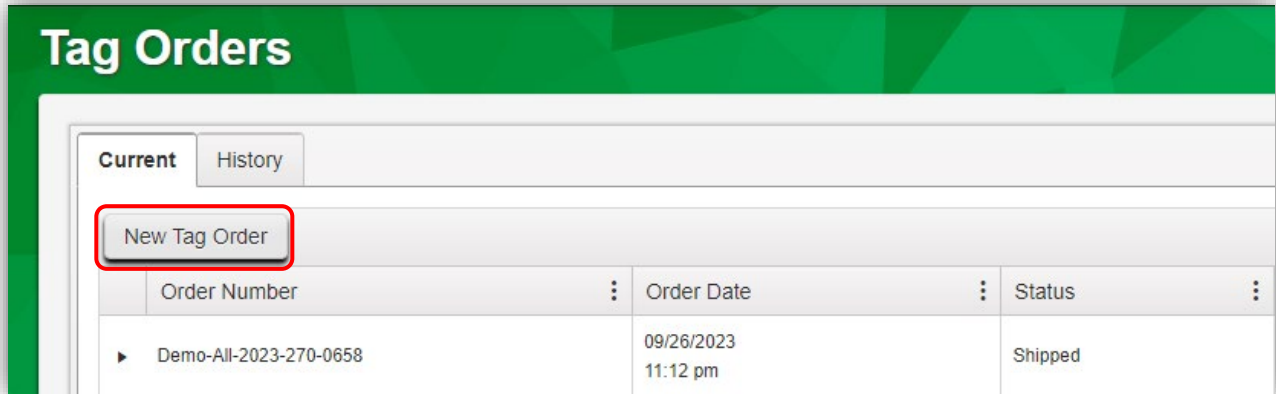 Tag Orders
Current History
New Tag Order
Order Number Order Date Status
Demo-All-2023-270-0658 09/26/2023 11:12 pm Shipped